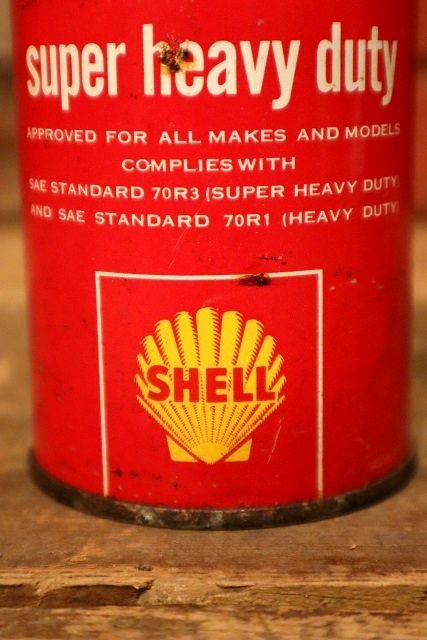 super heavy duty
APPROVED FOR ALL MAKES AND MODELS
COMPLIES WITH
SAE STANDARD 70R3 (SUPER HEAVY DUTY)
AND SAE STANDARD 70R1 (HEAVY DUTY)
SHELL